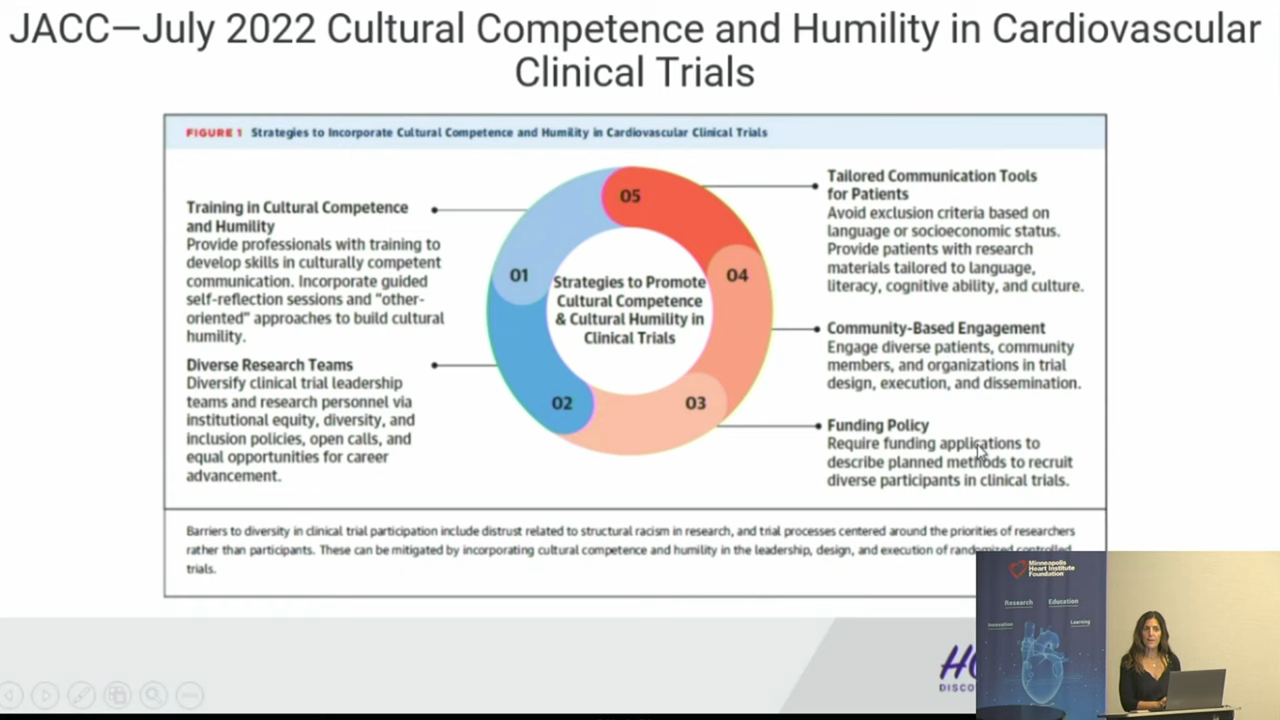 JACC—July 2022 Cultural Competence and Humility in Cardiovascular
Clinical Trials
FIGURE 1 Strategies to Incorporate Cultural Competence and Humility in Cardiovascular Clinical Trials
Training in Cultural Competence
and Humility
Provide professionals with training to
develop skills in culturally competent
communication. Incorporate guided
self-reflection sessions and "other-
oriented" approaches to build cultural
humility.
Diverse Research Teams
Diversify clinical trial leadership
teams and research personnel via
institutional equity, diversity, and
inclusion policies, open calls, and
equal opportunities for career
advancement.
05
01
04
02
03
Strategies to Promote
Cultural Competence
& Cultural Humility in
Clinical Trials
Tailored Communication Tools
for Patients
Avoid exclusion criteria based on
language or socioeconomic status.
Provide patients with research
materials tailored to language,
literacy, cognitive ability, and culture.
Community-Based Engagement
Engage diverse patients, community
members, and organizations in trial
design, execution, and dissemination.
Funding Policy
Require funding applications to
describe planned methods to recruit
diverse participants in clinical trials.
Barriers to diversity in clinical trial participation include distrust related to structural racism in research, and trial processes centered around the priorities of researchers
rather than participants. These can be mitigated by incorporating cultural competence and humility in the leadership, design, and execution of randomized controlled
trials.
Minneapolis
Heart Institute
Foundation
Research
Education
Innovation
Learning